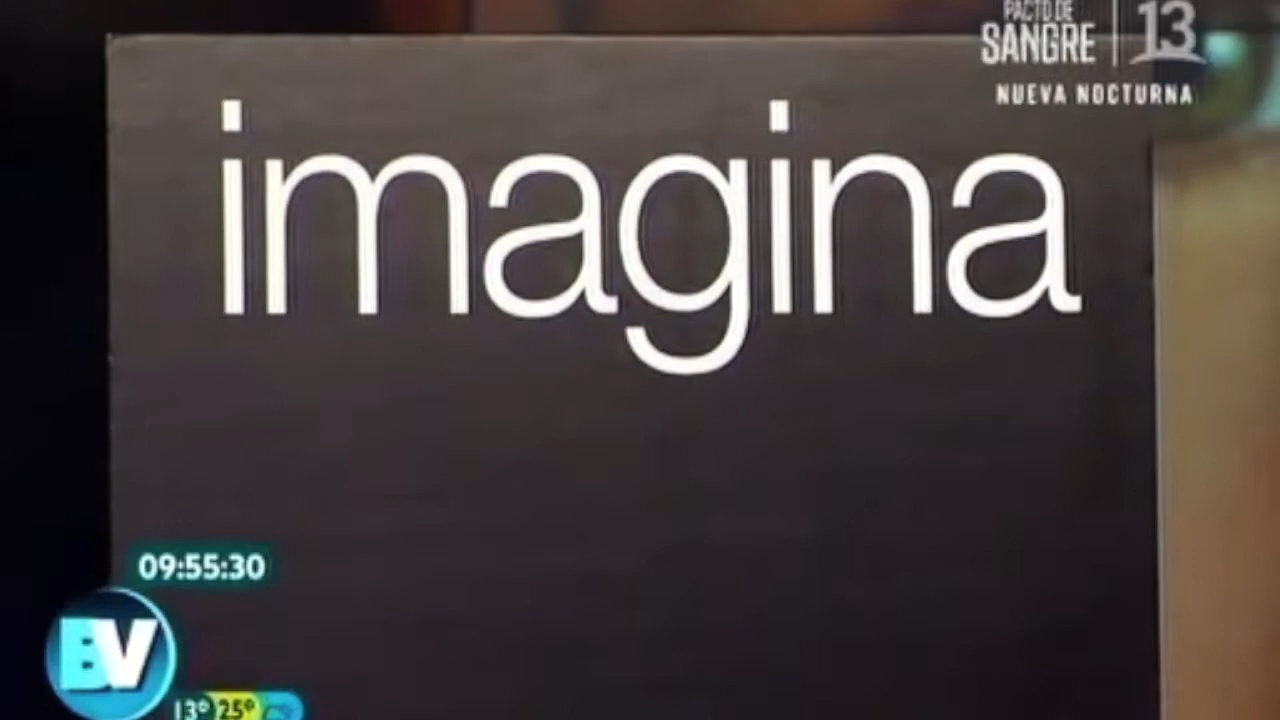 PACTO DE
SANGRE
13
NUEVA NOCTURNA
imagina
09:55:30
BV
13° 25°